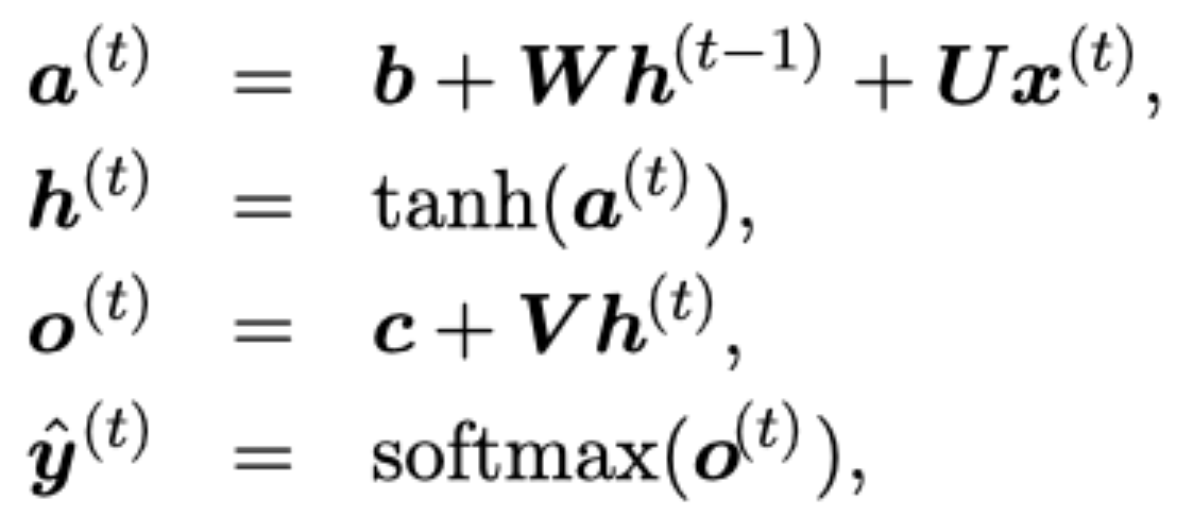 a^(t) = b + Wh^(t−1) + Ux^(t),
h^(t) = tanh(a^(t)),
o^(t) = c + Vh^(t),
ŷ^(t) = softmax(o^(t)),